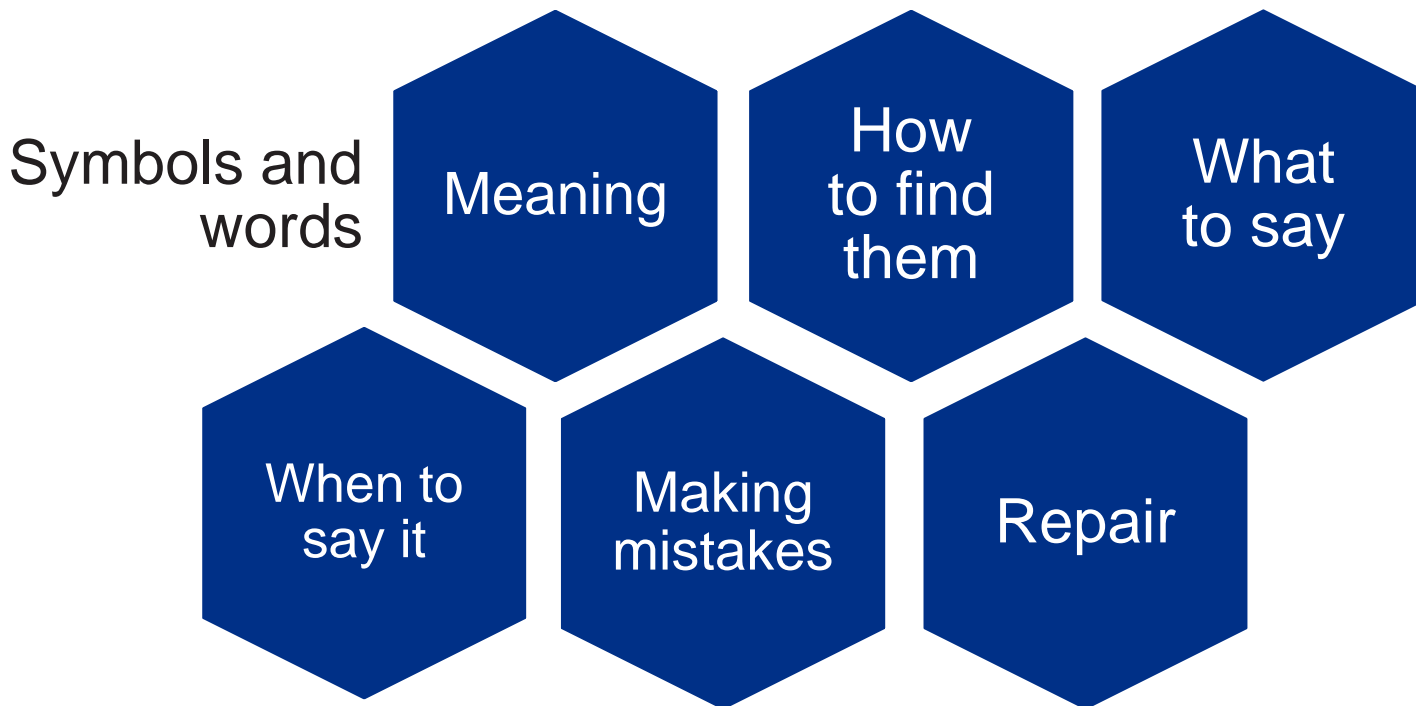 Symbols and
words
Meaning
How
to find
them
What
to say
When to
say it
Making
mistakes
Repair